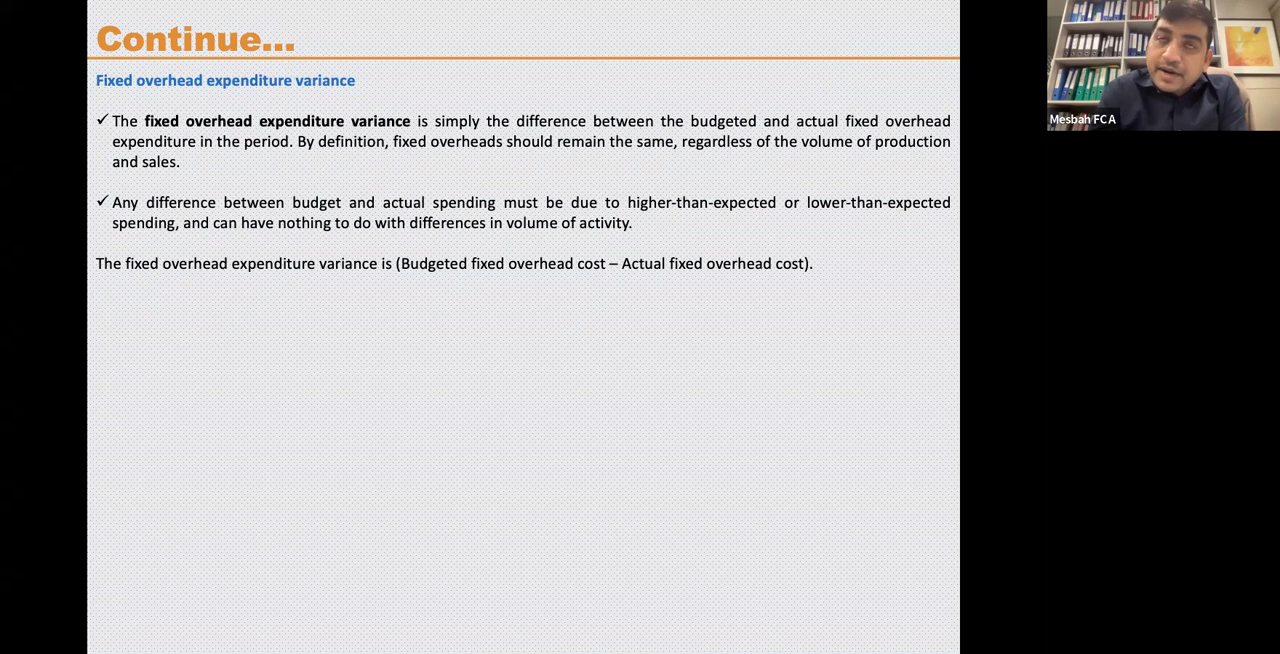 Continue...
Fixed overhead expenditure variance
✓ The fixed overhead expenditure variance is simply the difference between the budgeted and actual fixed overhead
expenditure in the period. By definition, fixed overheads should remain the same, regardless of the volume of production
and sales.
✓ Any difference between budget and actual spending must be due to higher-than-expected or lower-than-expected
spending, and can have nothing to do with differences in volume of activity.
The fixed overhead expenditure variance is (Budgeted fixed overhead cost – Actual fixed overhead cost).
Mesbah FCA